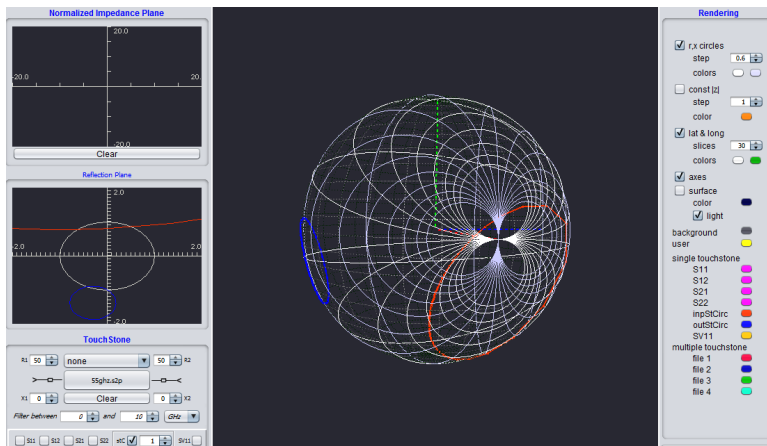 Normalized Impedance Plane
20.0
-20.0
20.
-20.0
Clear
Reflection Plane
2.0
-2.0
2.0
-2.0
TouchStone
R1 50 none 50 R2
55ghz.s2p
X1 0 Clear 0 X2
Filter between 0 and 10 GHz
S11 S12 S21 S22 stC 1 SV11
Rendering
r,x circles
step 0.6
colors
const |z|
step 1
color
lat & long
slices 30
colors
axes
surface
color
light
background
user
single touchstone
S11
S12
S21
S22
inpStCirc
outStCirc
SV11
multiple touchstone
file 1
file 2
file 3
file 4